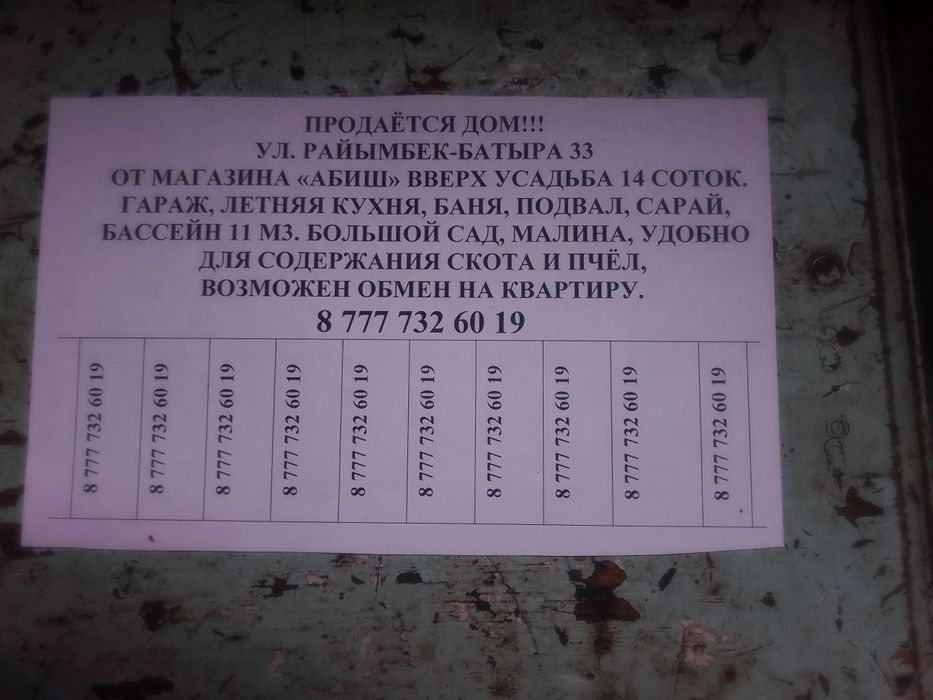 ПРОДАЁТСЯ ДОМ!!!
УЛ. РАЙЫМБЕК-БАТЫРА 33
ОТ МАГАЗИНА «АБИШ» ВВЕРХ УСАДЬБА 14 СОТОК.
ГАРАЖ, ЛЕТНЯЯ КУХНЯ, БАНЯ, ПОДВАЛ, САРАЙ,
БАССЕЙН 11 М3. БОЛЬШОЙ САД, МАЛИНА, УДОБНО
ДЛЯ СОДЕРЖАНИЯ СКОТА И ПЧЁЛ,
ВОЗМОЖЕН ОБМЕН НА КВАРТИРУ.
8 777 732 60 19
8 777 732 60 19
8 777 732 60 19
8 777 732 60 19
8 777 732 60 19
8 777 732 60 19
8 777 732 60 19
8 777 732 60 19
8 777 732 60 19
8 777 732 60 19
8 777 732 60 19